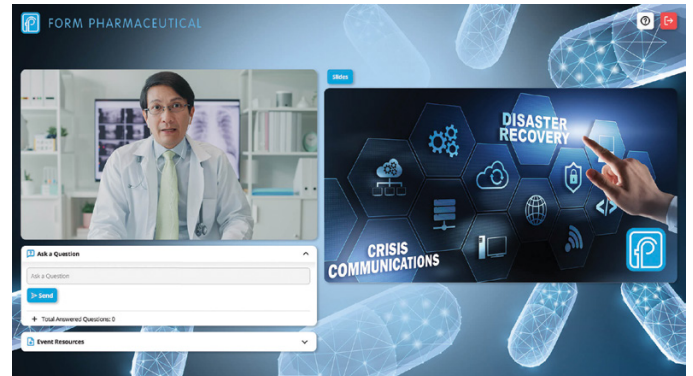 FORM PHARMACEUTICAL
Slides
DISASTER
RECOVERY
CRISIS
COMMUNICATIONS
Ask a Question
Ask a Question
Send
+ Total Answered Questions: 0
Event Resources